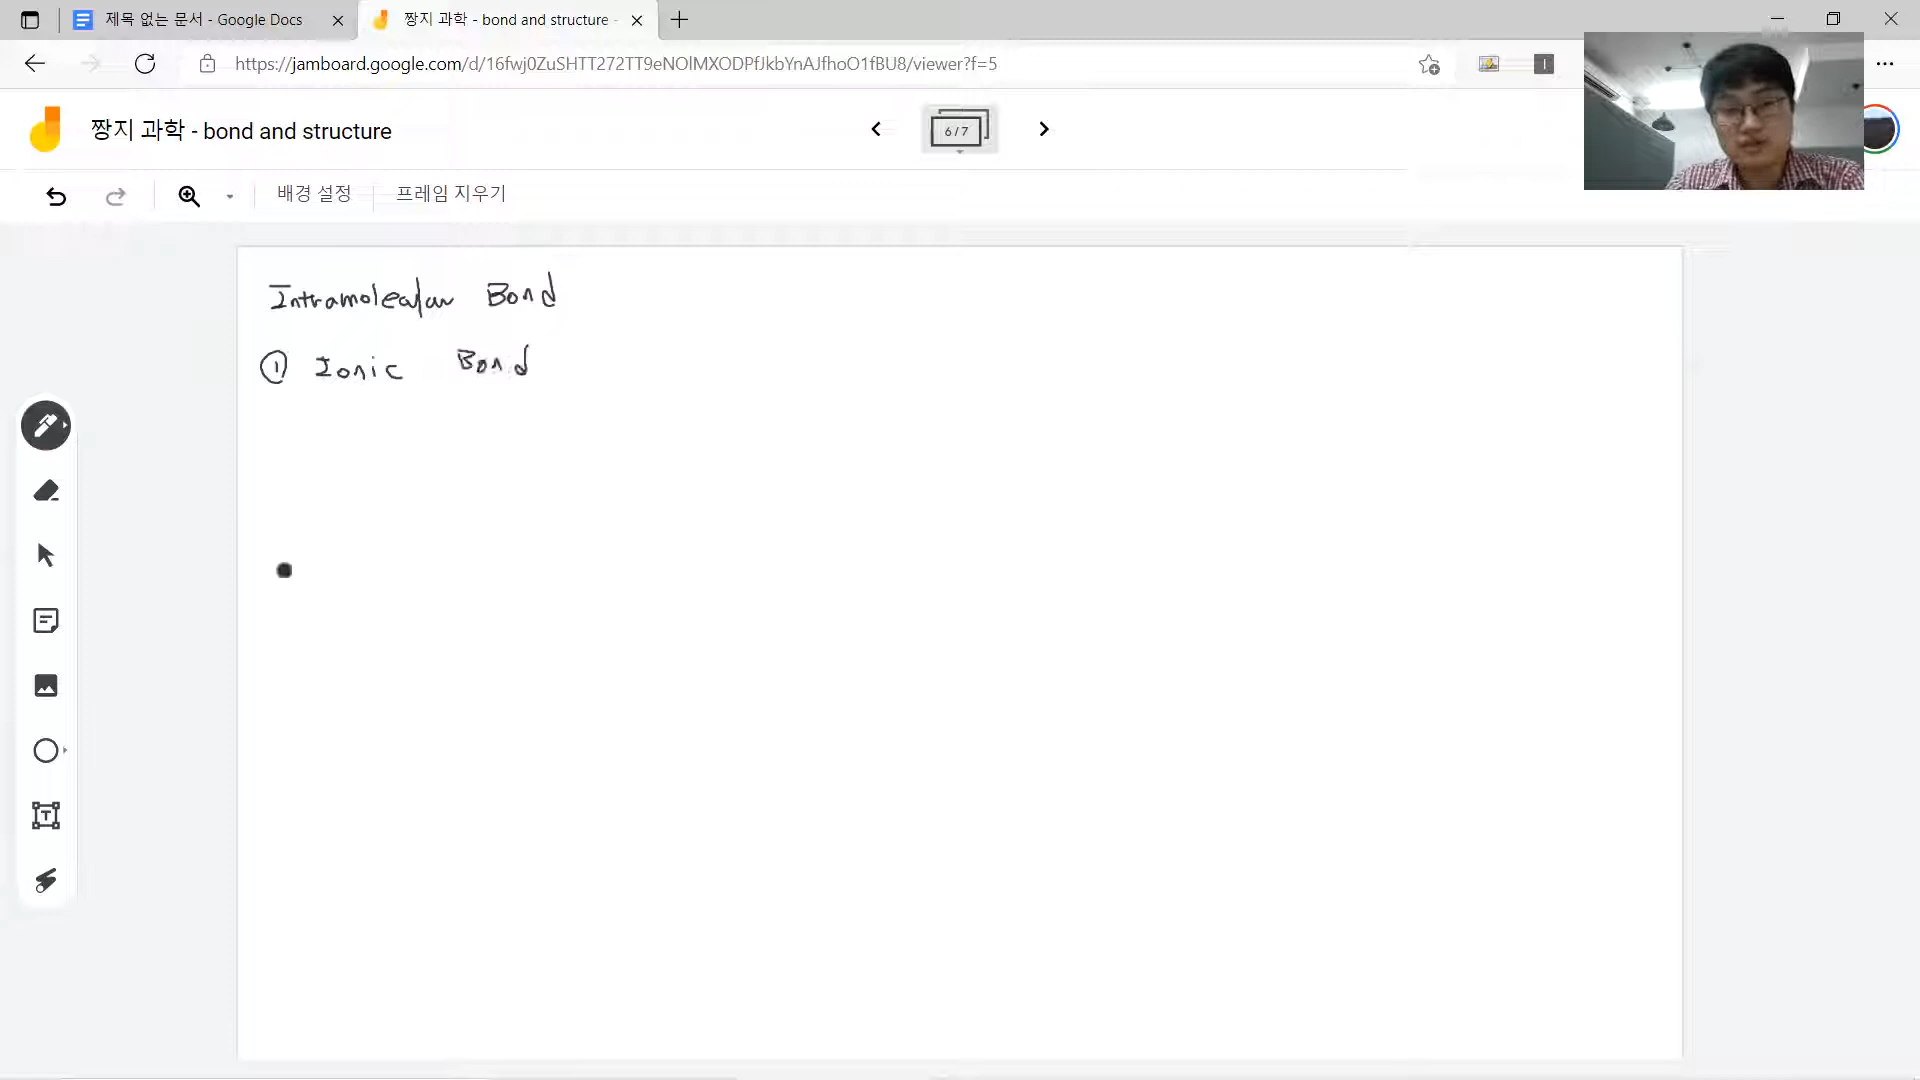 제목 없는 문서 - Google Docs
짱지 과학 - bond and structure -
https://jamboard.google.com/d/16fwj0ZuSHTT272TT9eNOlMXODPfJkbYnAJfhoO1fBU8/viewer?f=5
짱지 과학 - bond and structure
6 / 7
배경 설정
프레임 지우기
Intramolecular Bond
① Ionic Bond